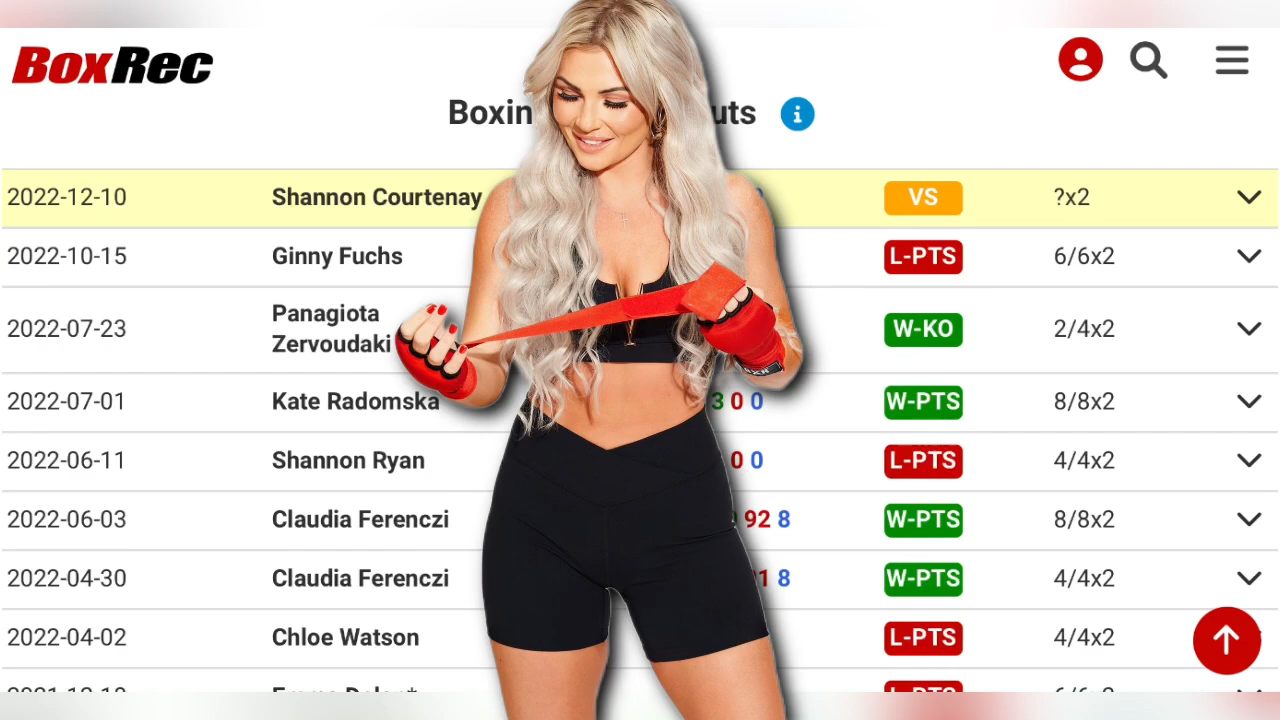 BoxRec
Boxin uts i
2022-12-10 Shannon Courtenay VS ?x2
2022-10-15 Ginny Fuchs L-PTS 6/6x2
Panagiota
2022-07-23 Zervoudaki W-KO 2/4x2
2022-07-01 Kate Radomska 3 0 0 W-PTS 8/8x2
2022-06-11 Shannon Ryan 0 0 L-PTS 4/4x2
2022-06-03 Claudia Ferenczi 92 8 W-PTS 8/8x2
2022-04-30 Claudia Ferenczi 1 8 W-PTS 4/4x2
2022-04-02 Chloe Watson L-PTS 4/4x2